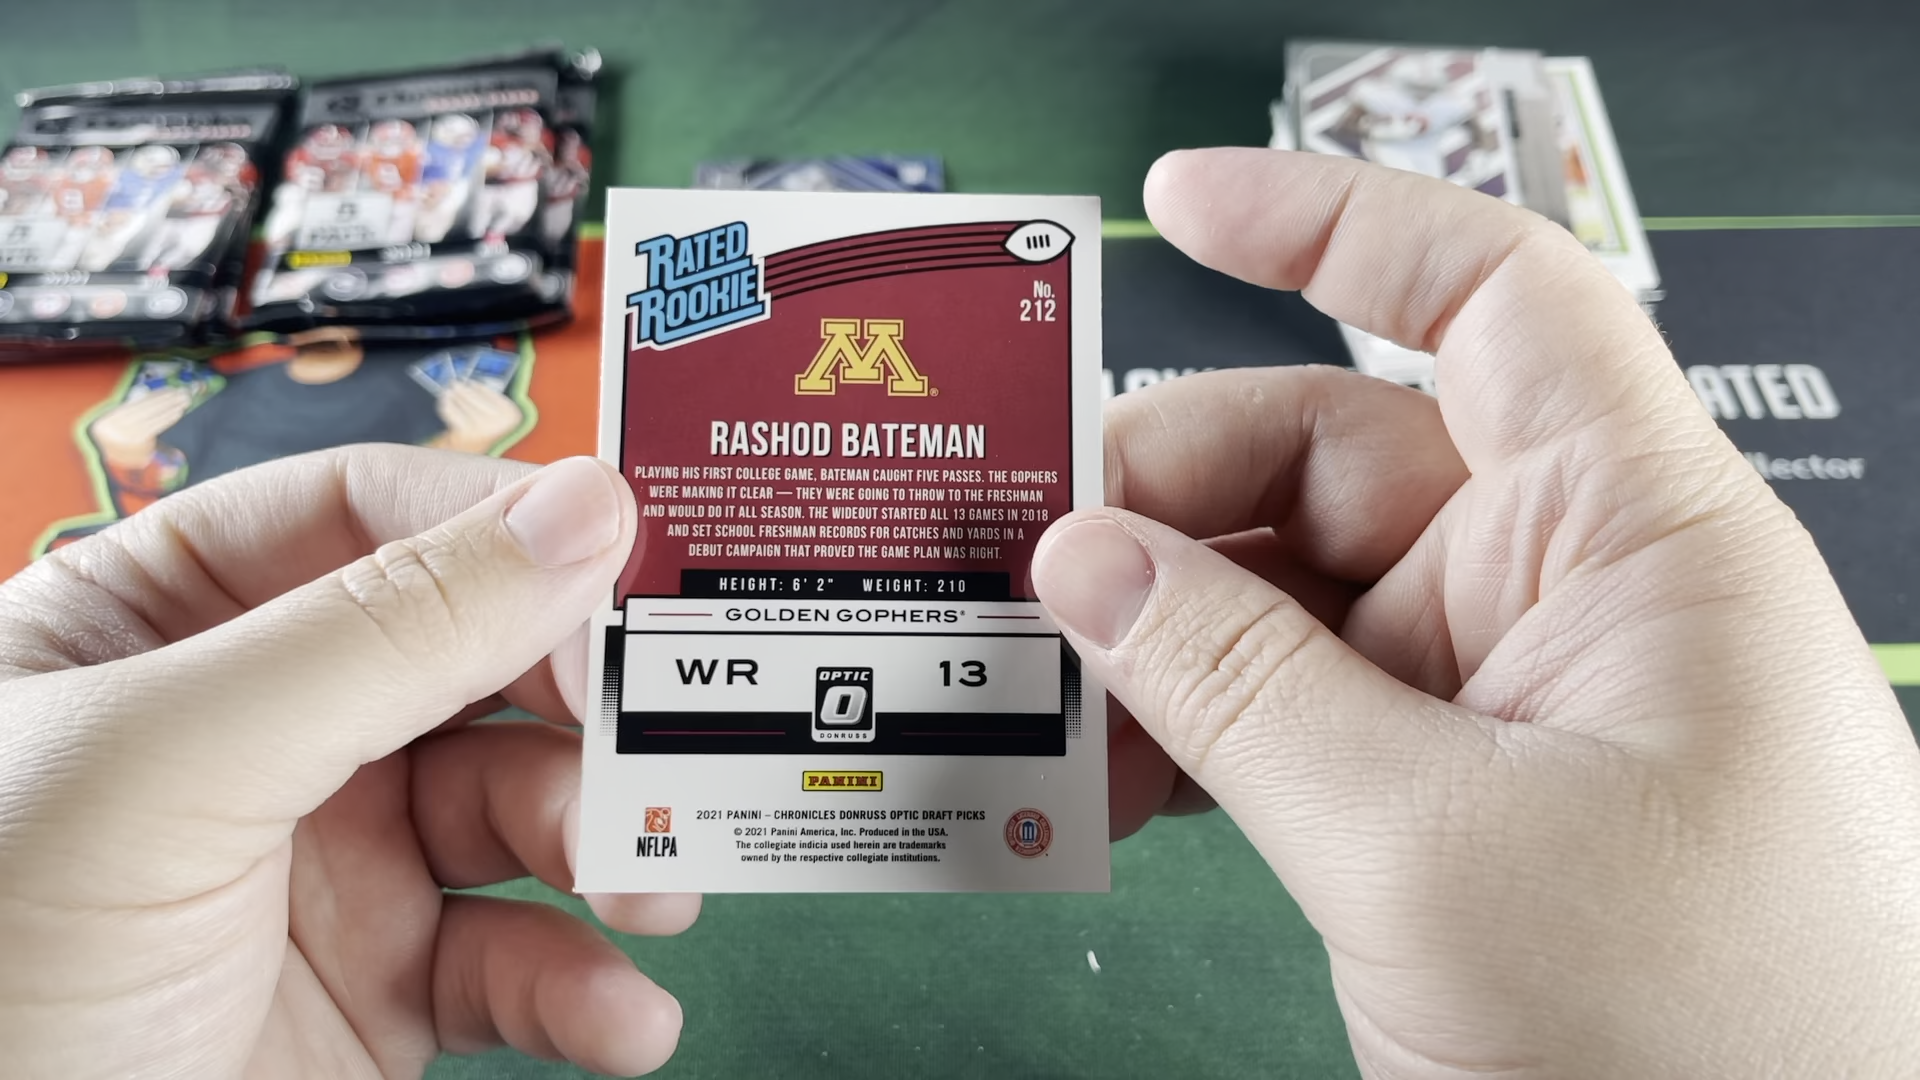 RATED
ROOKIE
No.
212
M
RASHOD BATEMAN
PLAYING HIS FIRST COLLEGE GAME, BATEMAN CAUGHT FIVE PASSES. THE GOPHERS
WERE MAKING IT CLEAR — THEY WERE GOING TO THROW TO THE FRESHMAN
AND WOULD DO IT ALL SEASON. THE WIDEOUT STARTED ALL 13 GAMES IN 2018
AND SET SCHOOL FRESHMAN RECORDS FOR CATCHES AND YARDS IN A
DEBUT CAMPAIGN THAT PROVED THE GAME PLAN WAS RIGHT.
HEIGHT: 6' 2" WEIGHT: 210
GOLDEN GOPHERS®
WR 13
OPTIC
O
DONRUSS
PANINI
2021 PANINI – CHRONICLES DONRUSS OPTIC DRAFT PICKS
© 2021 Panini America, Inc. Produced in the USA.
The collegiate indicia used herein are trademarks
owned by the respective collegiate institutions.
NFLPA